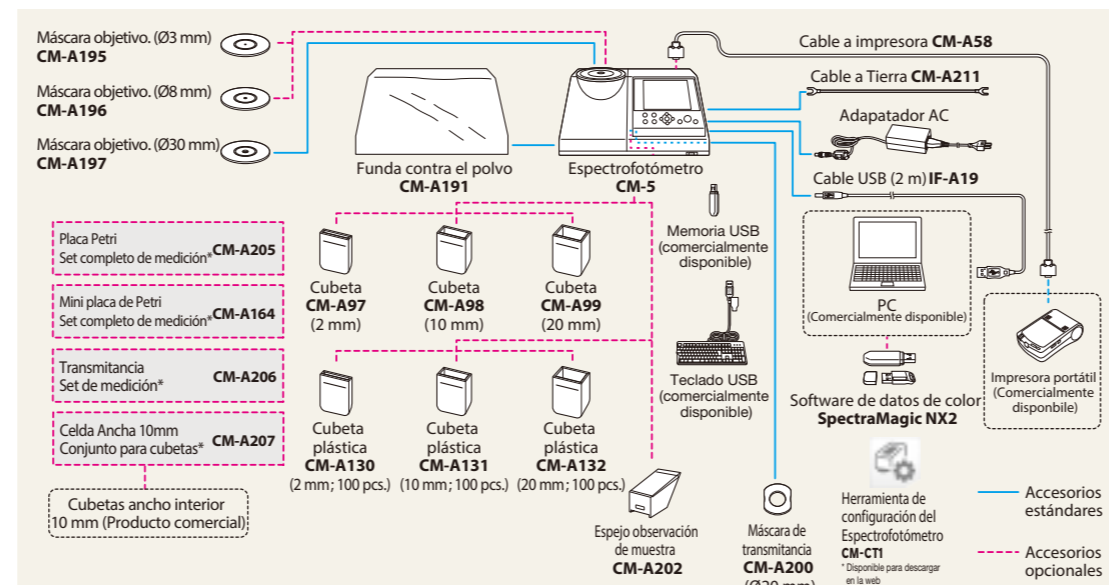 Máscara objetivo. (Ø3 mm)
CM-A195
Máscara objetivo. (Ø8 mm)
CM-A196
Máscara objetivo. (Ø30 mm)
CM-A197
Funda contra el polvo
CM-A191
Espectrofotómetro
CM-5
Cable a impresora CM-A58
Cable a Tierra CM-A211
Adapatador AC
Cable USB (2 m) IF-A19
Placa Petri
Set completo de medición* CM-A205
Mini placa de Petri
Set completo de medición* CM-A164
Transmitancia
Set de medición* CM-A206
Celda Ancha 10mm
Conjunto para cubetas* CM-A207
Cubetas ancho interior
10 mm (Producto comercial)
Cubeta
CM-A97
(2 mm)
Cubeta
CM-A98
(10 mm)
Cubeta
CM-A99
(20 mm)
Cubeta
plástica
CM-A130
(2 mm; 100 pcs.)
Cubeta
plástica
CM-A131
(10 mm; 100 pcs.)
Cubeta
plástica
CM-A132
(20 mm; 100 pcs.)
Memoria USB
(comercialmente
disponible)
Teclado USB
(comercialmente
disponible)
PC
(Comercialmente disponible)
Software de datos de color
SpectraMagic NX2
Impresora portátil
(Comercialmente
disponbile)
Espejo observación
de muestra
CM-A202
Máscara de
transmitancia
CM-A200
(Ø20 mm)
Herramienta de
configuración del
Espectrofotómetro
CM-CT1
* Disponible para descargar
en la web
Accesorios
estándares
Accesorios
opcionales